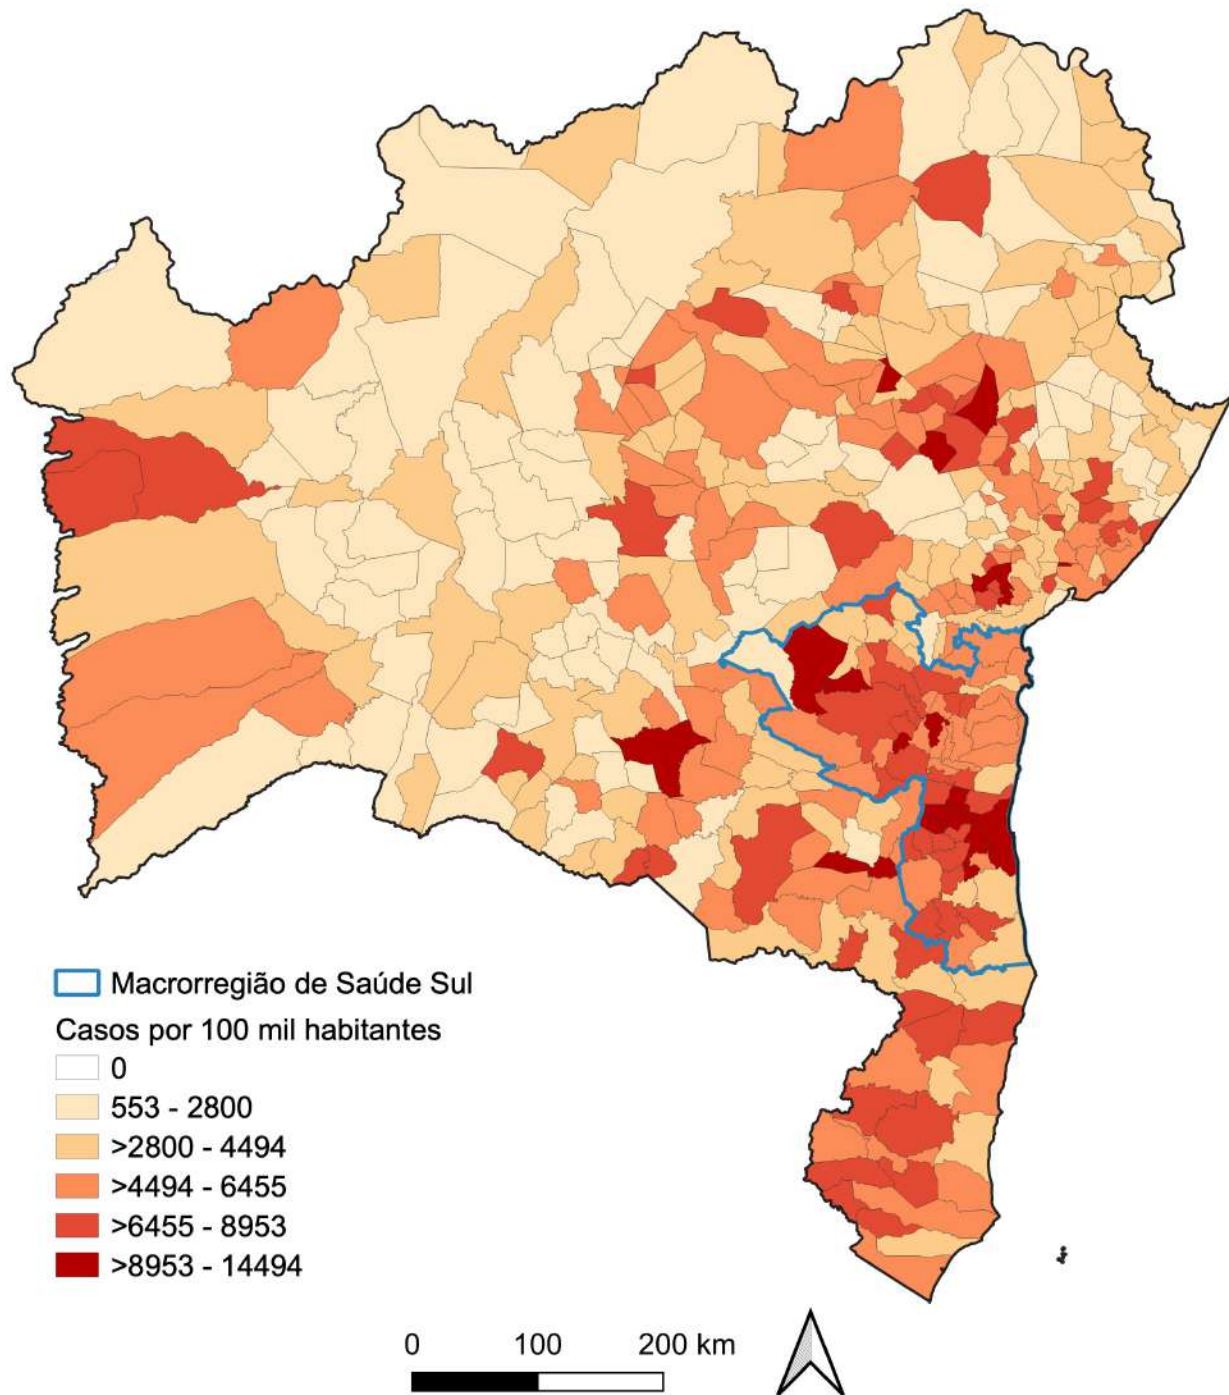 Macrorregião de Saúde Sul
Casos por 100 mil habitantes
0
553 - 2800
>2800 - 4494
>4494 - 6455
>6455 - 8953
>8953 - 14494
0 100 200 km